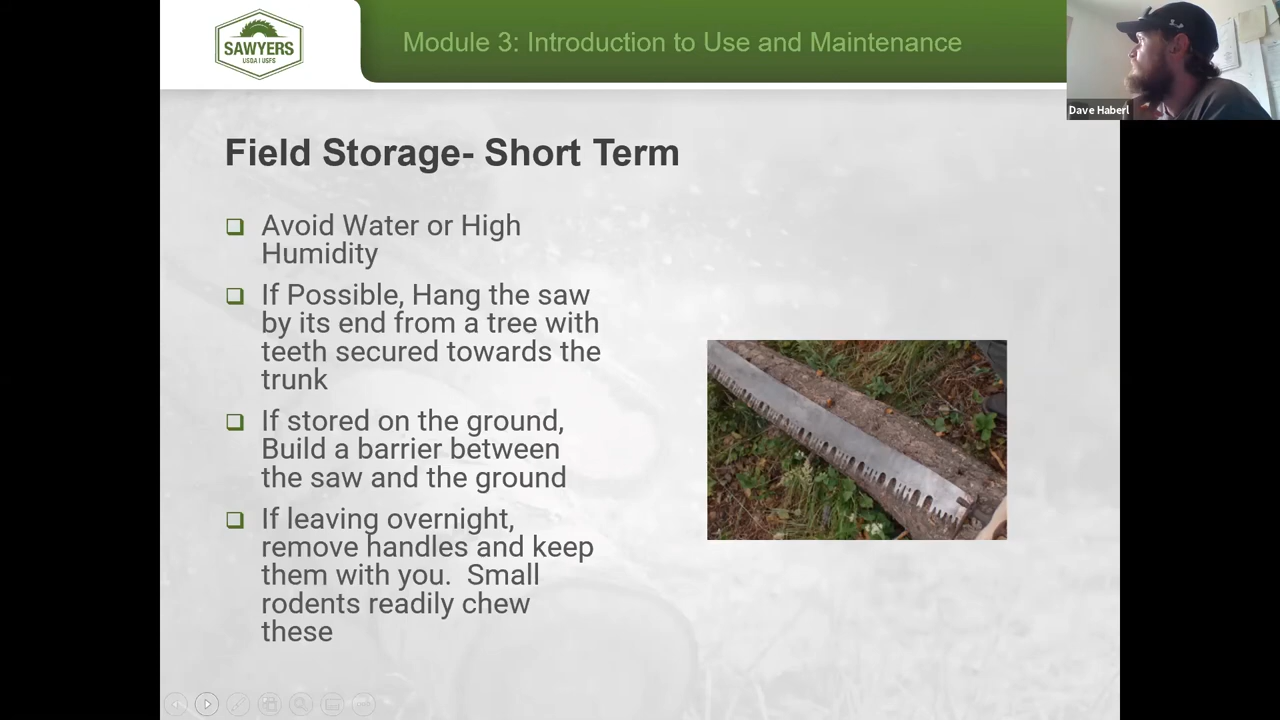 SAWYERS
USDA | USFS
Module 3: Introduction to Use and Maintenance
Dave Haberl
Field Storage- Short Term
Avoid Water or High
Humidity
If Possible, Hang the saw
by its end from a tree with
teeth secured towards the
trunk
If stored on the ground,
Build a barrier between
the saw and the ground
If leaving overnight,
remove handles and keep
them with you.  Small
rodents readily chew
these